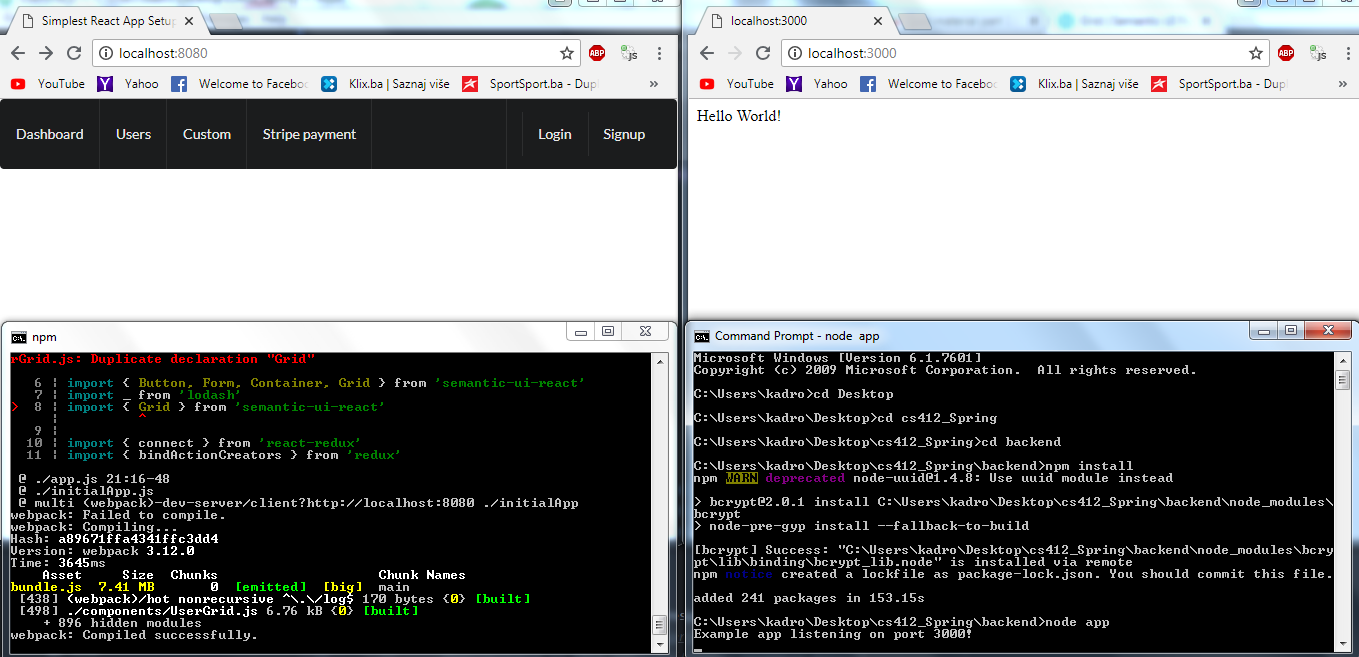 Simplest React App Setup
localhost:8080
YouTube Yahoo Welcome to Faceboo Klix.ba | Saznaj više SportSport.ba - Dup »
Dashboard Users Custom Stripe payment Login Signup
localhost:3000
localhost:3000
YouTube Yahoo Welcome to Faceboo Klix.ba | Saznaj više SportSport.ba - Dup »
Hello World!
npm
rGrid.js: Duplicate declaration "Grid"
6 | import { Button, Form, Container, Grid } from 'semantic-ui-react'
7 | import _ from 'lodash'
> 8 | import { Grid } from 'semantic-ui-react'
| ^
9 |
10 | import { connect } from 'react-redux'
11 | import { bindActionCreators } from 'redux'
@ ./app.js 21:16-48
@ ./initialApp.js
@ multi (webpack)-dev-server/client?http://localhost:8080 ./initialApp
webpack: Failed to compile.
webpack: Compiling...
Hash: a89671ffa4341ffc3dd4
Version: webpack 3.12.0
Time: 3645ms
Asset Size Chunks Chunk Names
bundle.js 7.41 MB 0 [emitted] [big] main
[438] (webpack)/hot nonrecursive ^\.\/log$ 170 bytes {0} [built]
[498] ./components/UserGrid.js 6.76 kB {0} [built]
+ 896 hidden modules
webpack: Compiled successfully.
Command Prompt - node app
Microsoft Windows [Version 6.1.7601]
Copyright (c) 2009 Microsoft Corporation. All rights reserved.
C:\Users\kadro>cd Desktop
C:\Users\kadro\Desktop>cd cs412_Spring
C:\Users\kadro\Desktop\cs412_Spring>cd backend
C:\Users\kadro\Desktop\cs412_Spring\backend>npm install
npm WARN deprecated node-uuid@1.4.8: Use uuid module instead
> bcrypt@2.0.1 install C:\Users\kadro\Desktop\cs412_Spring\backend\node_modules\
bcrypt
> node-pre-gyp install --fallback-to-build
[bcrypt] Success: "C:\Users\kadro\Desktop\cs412_Spring\backend\node_modules\bcry
pt\lib\binding\bcrypt_lib.node" is installed via remote
npm notice created a lockfile as package-lock.json. You should commit this file.
added 241 packages in 153.15s
C:\Users\kadro\Desktop\cs412_Spring\backend>node app
Example app listening on port 3000!